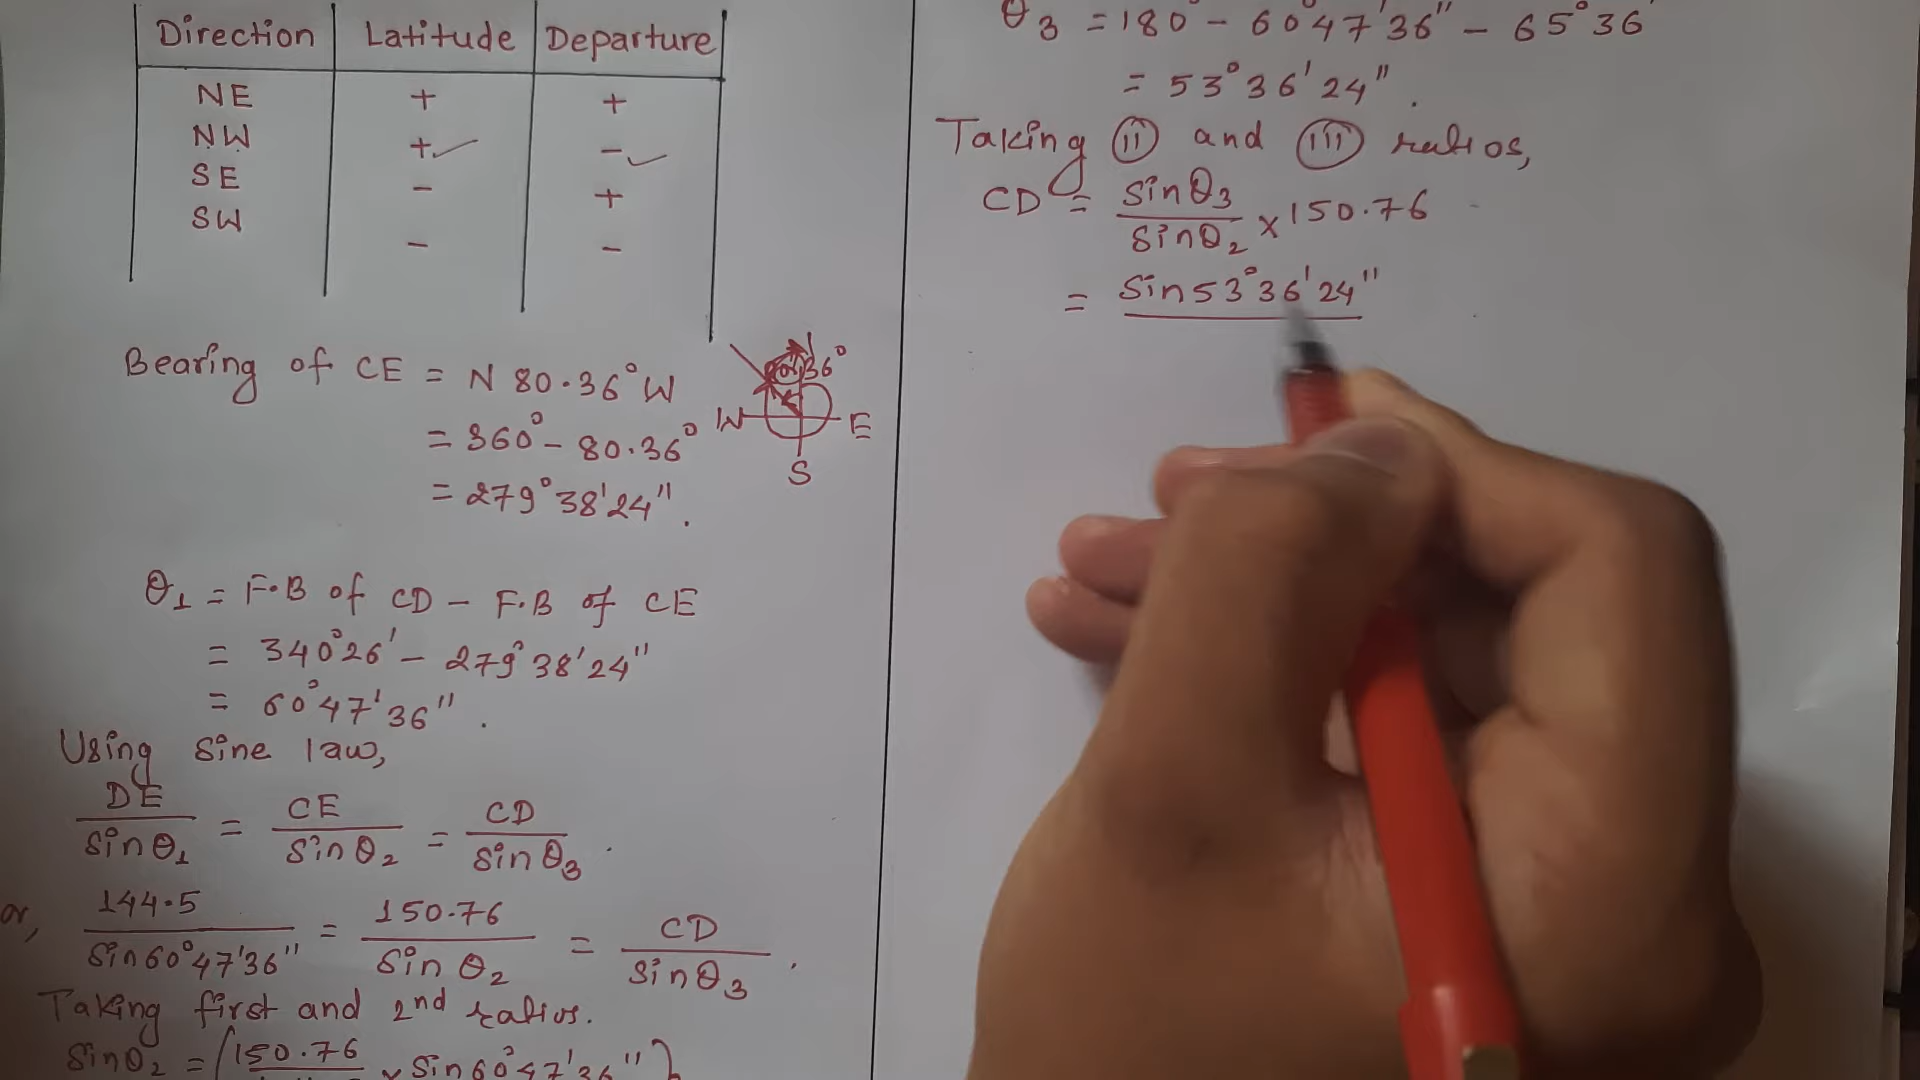 Direction Latitude Departure
NE + +
NW + -
SE - +
SW - -
Bearing of CE = N 80.36° W
= 360° - 80.36°
= 279° 38' 24".
36°
W E
S
θ1 = F.B of CD - F.B of CE
= 340° 26' - 279° 38' 24"
= 60° 47' 36".
Using sine law,
DE/sinθ1 = CE/sinθ2 = CD/sinθ3.
or, 144.5/sin60°47'36" = 150.76/sinθ2 = CD/sinθ3.
Taking first and 2nd ratios.
sinθ2 = (150.76 × sin60°47'36")
θ3 = 180° - 60°47'36" - 65°36'
= 53°36'24".
Taking (ii) and (iii) ratios,
CD = sinθ3/sinθ2 × 150.76
= sin53°36'24"